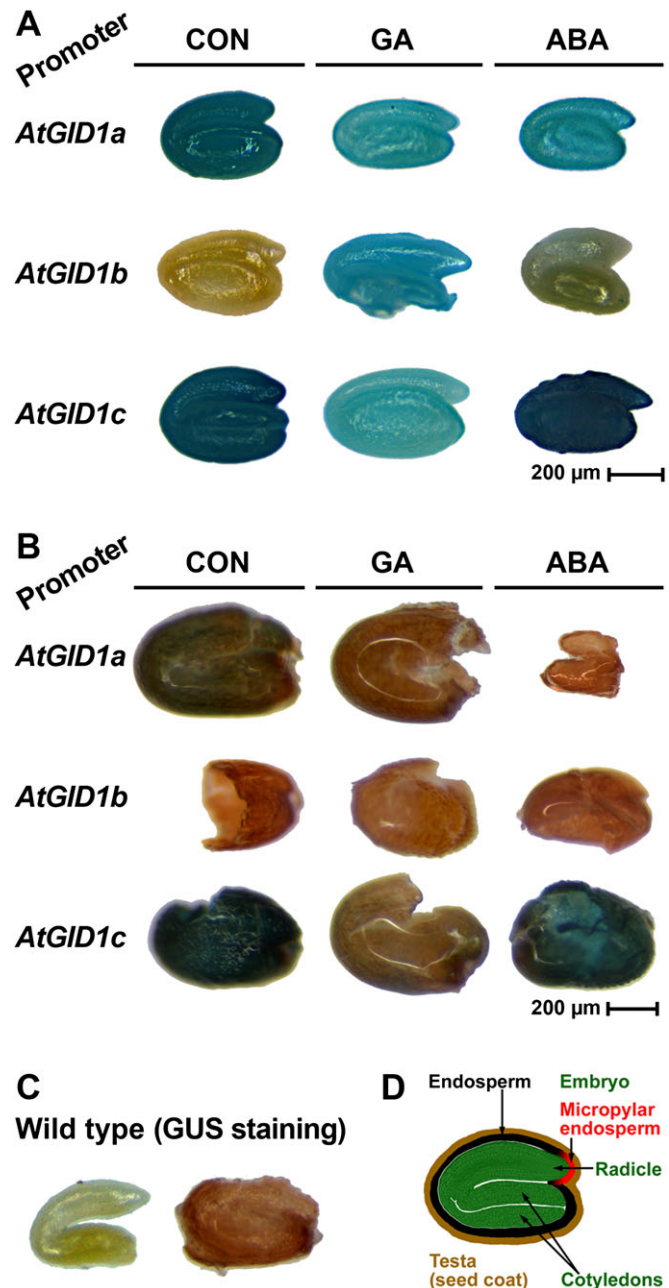 A
Promoter
CON GA ABA
AtGID1a
AtGID1b
AtGID1c
200 µm
B
Promoter
CON GA ABA
AtGID1a
AtGID1b
AtGID1c
200 µm
C
Wild type (GUS staining)
D
Endosperm
Embryo
Micropylar
endosperm
Radicle
Testa
(seed coat)
Cotyledons